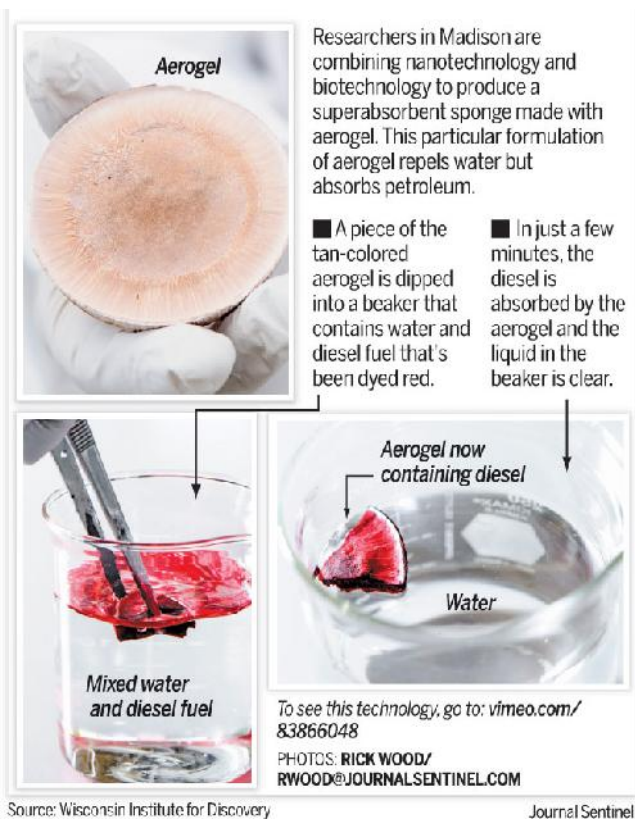 Aerogel
Researchers in Madison are
combining nanotechnology and
biotechnology to produce a
superabsorbent sponge made with
aerogel. This particular formulation
of aerogel repels water but
absorbs petroleum.
■ A piece of the
tan-colored
aerogel is dipped
into a beaker that
contains water and
diesel fuel that's
been dyed red.
■ In just a few
minutes, the
diesel is
absorbed by the
aerogel and the
liquid in the
beaker is clear.
Mixed water
and diesel fuel
Aerogel now
containing diesel
Water
To see this technology, go to: vimeo.com/
83866048
PHOTOS: RICK WOOD/
RWOOD@JOURNALSENTINEL.COM
Source: Wisconsin Institute for Discovery
Journal Sentinel